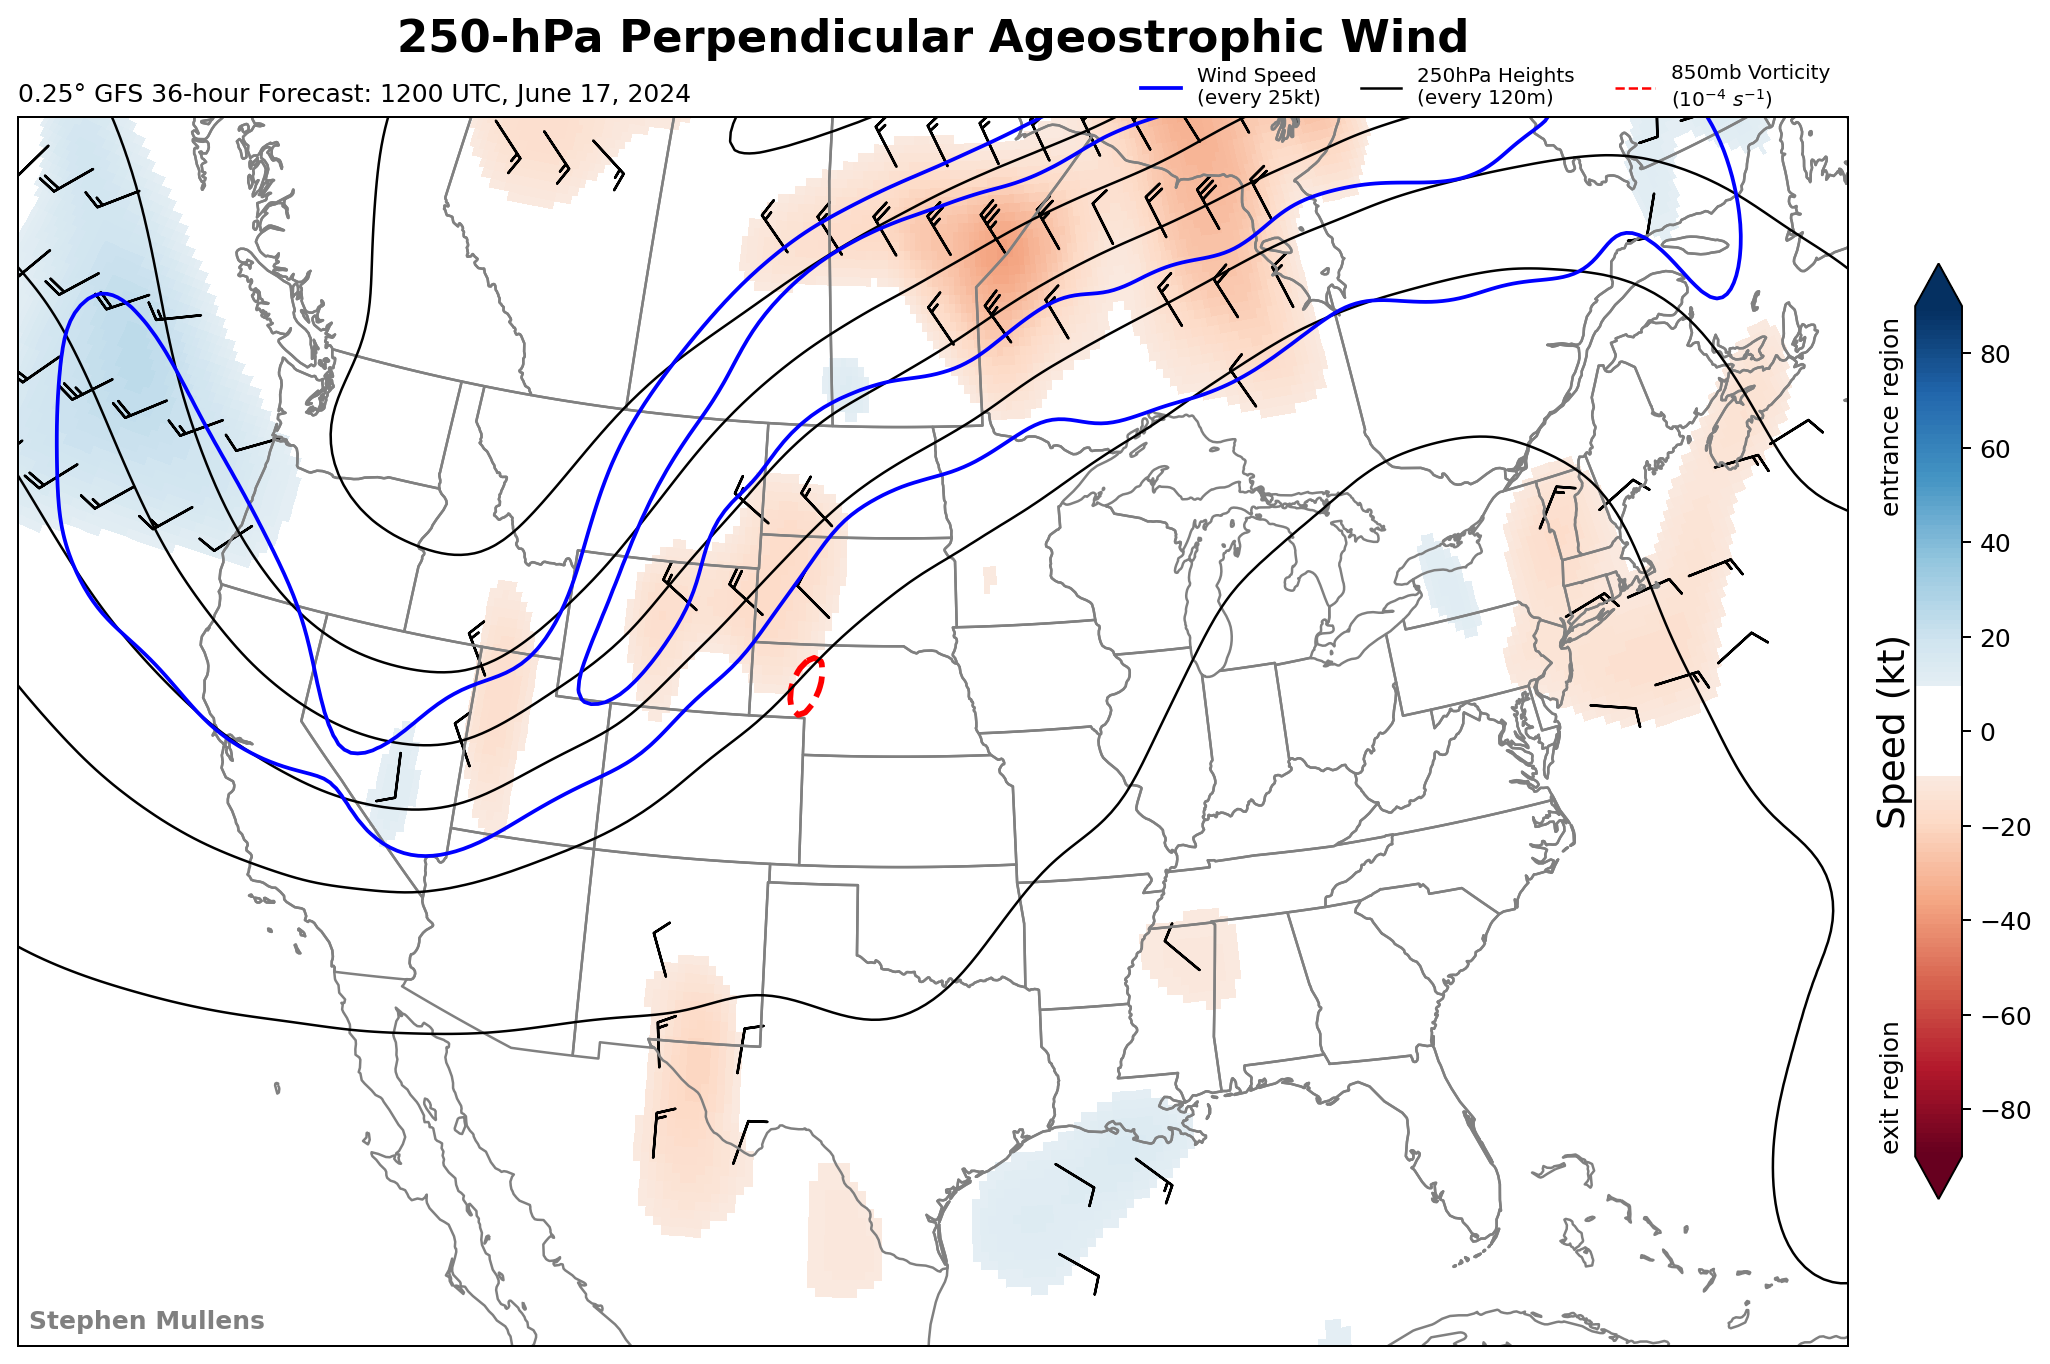 250-hPa Perpendicular Ageostrophic Wind
0.25° GFS 36-hour Forecast: 1200 UTC, June 17, 2024
Wind Speed
(every 25kt)
250hPa Heights
(every 120m)
850mb Vorticity
(10⁻⁴ s⁻¹)
entrance region
Speed (kt)
exit region
80
60
40
20
0
−20
−40
−60
−80
Stephen Mullens